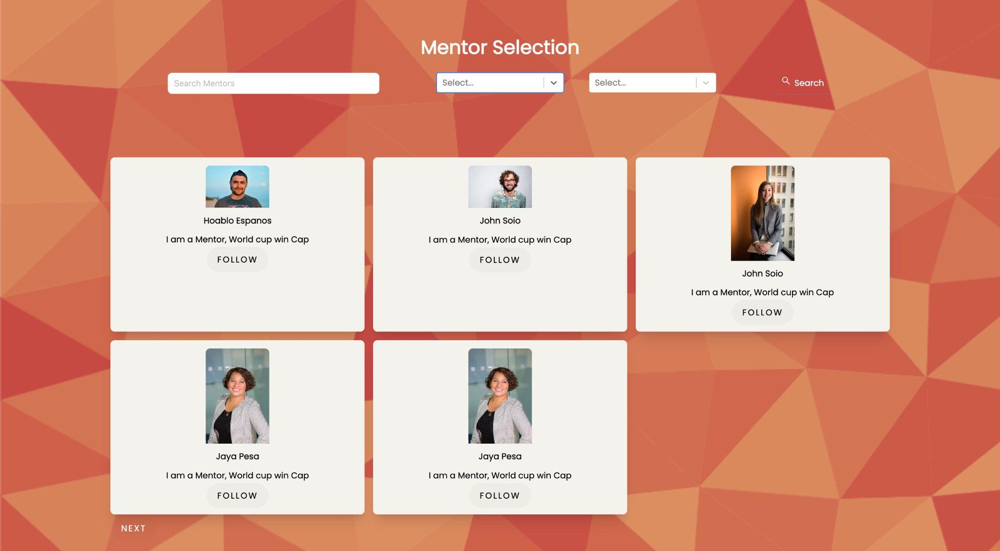 Mentor Selection
Search Mentors
Select...
Select...
Search
Hoablo Espanos
I am a Mentor, World cup win Cap
FOLLOW
John Soio
I am a Mentor, World cup win Cap
FOLLOW
John Soio
I am a Mentor, World cup win Cap
FOLLOW
Jaya Pesa
I am a Mentor, World cup win Cap
FOLLOW
Jaya Pesa
I am a Mentor, World cup win Cap
FOLLOW
NEXT